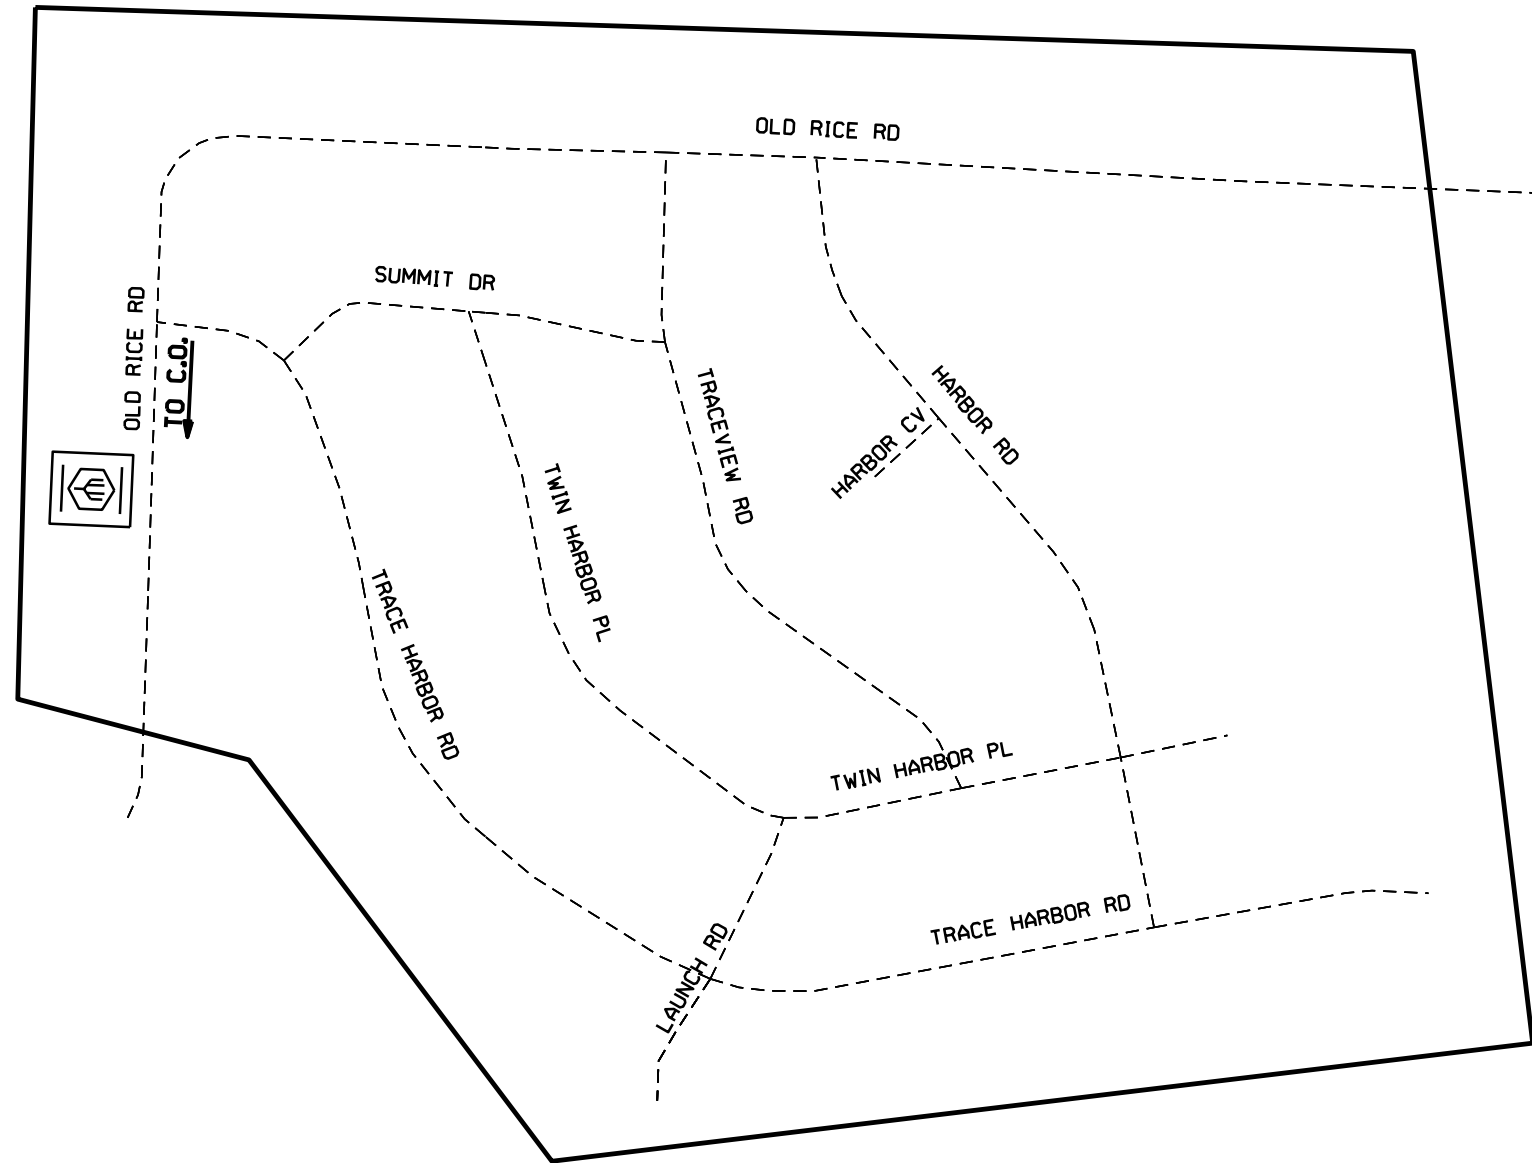 OLD RICE RD
SUMMIT DR
OLD RICE RD
TO C.O.
TRACEVIEW RD
HARBOR RD
HARBOR CV
TWIN HARBOR PL
TRACE HARBOR RD
TWIN HARBOR PL
TRACE HARBOR RD
LAUNCH RD